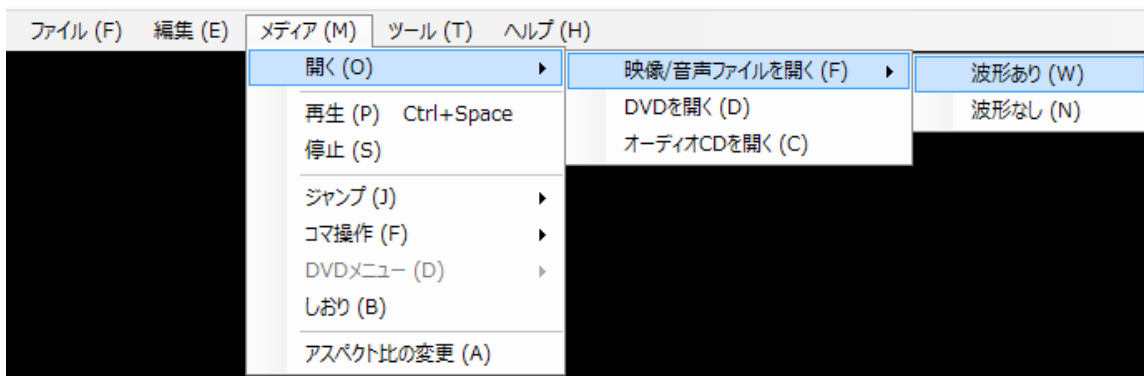 ファイル (F) 編集 (E) メディア (M) ツール (T) ヘルプ (H)
開く (O)
再生 (P) Ctrl+Space
停止 (S)
ジャンプ (J)
コマ操作 (F)
DVDメニュー (D)
しおり (B)
アスペクト比の変更 (A)
映像/音声ファイルを開く (F)
DVDを開く (D)
オーディオCDを開く (C)
波形あり (W)
波形なし (N)